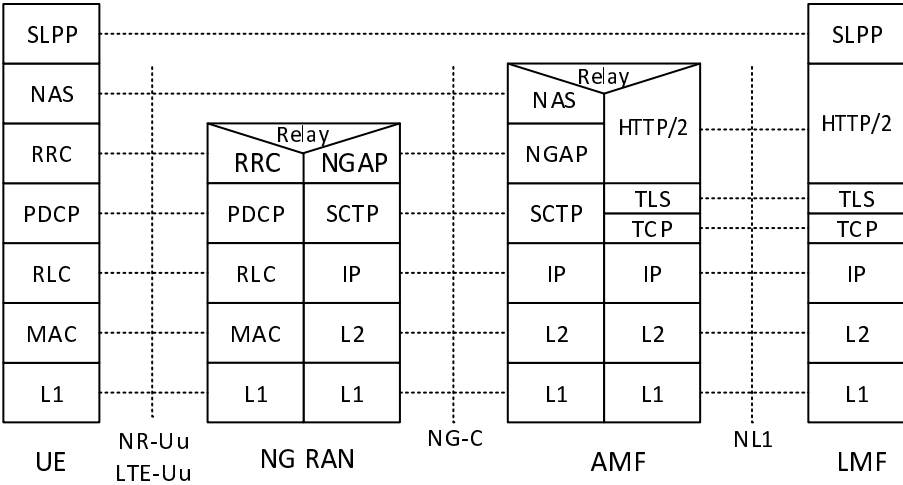 SLPP
SLPP
Relay
NAS
NAS
HTTP/2
HTTP/2
Relay
RRC
RRC
NGAP
NGAP
PDCP
PDCP
SCTP
SCTP
TLS
TLS
TCP
TCP
RLC
RLC
IP
IP
IP
IP
MAC
MAC
L2
L2
L2
L2
L1
L1
L1
L1
L1
L1
NR-Uu
LTE-Uu
NG-C
NL1
UE
NG RAN
AMF
LMF